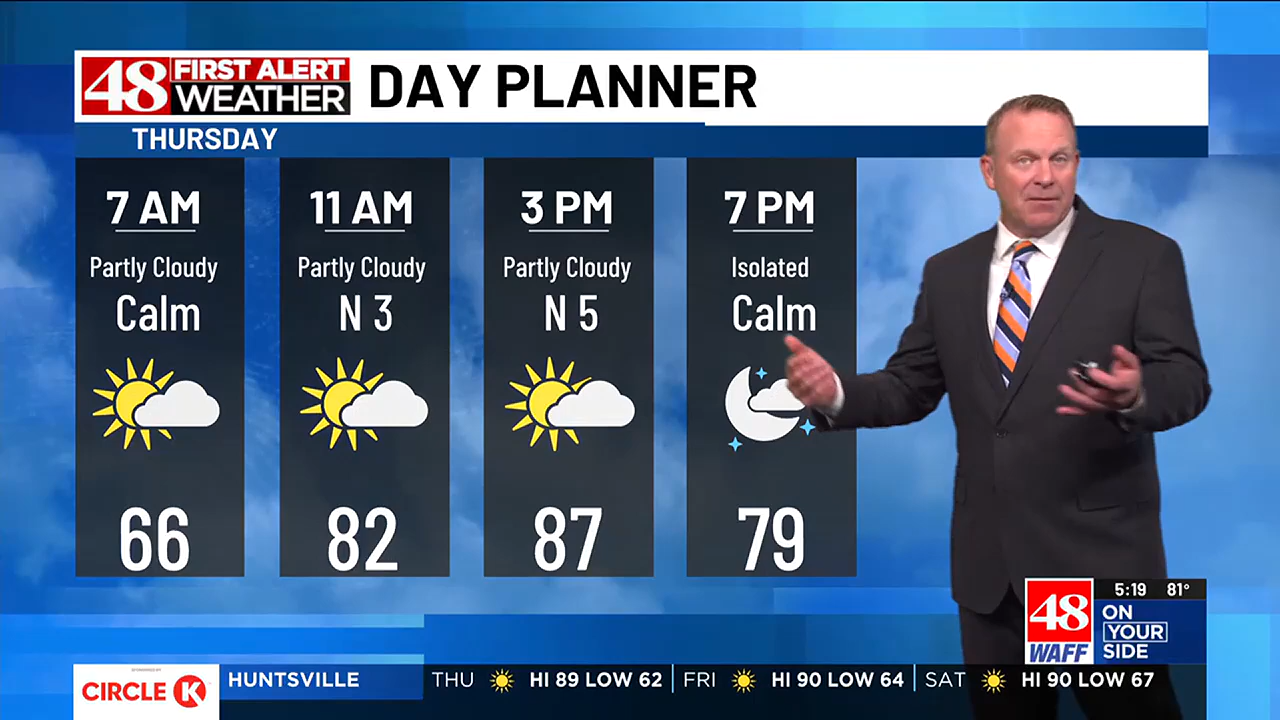 48 FIRST ALERT WEATHER DAY PLANNER
THURSDAY
7 AM
Partly Cloudy
Calm
66
11 AM
Partly Cloudy
N 3
82
3 PM
Partly Cloudy
N 5
87
7 PM
Isolated
Calm
79
48 WAFF
5:19 81°
ON YOUR SIDE
CIRCLE K
HUNTSVILLE THU HI 89 LOW 62 FRI HI 90 LOW 64 SAT HI 90 LOW 67